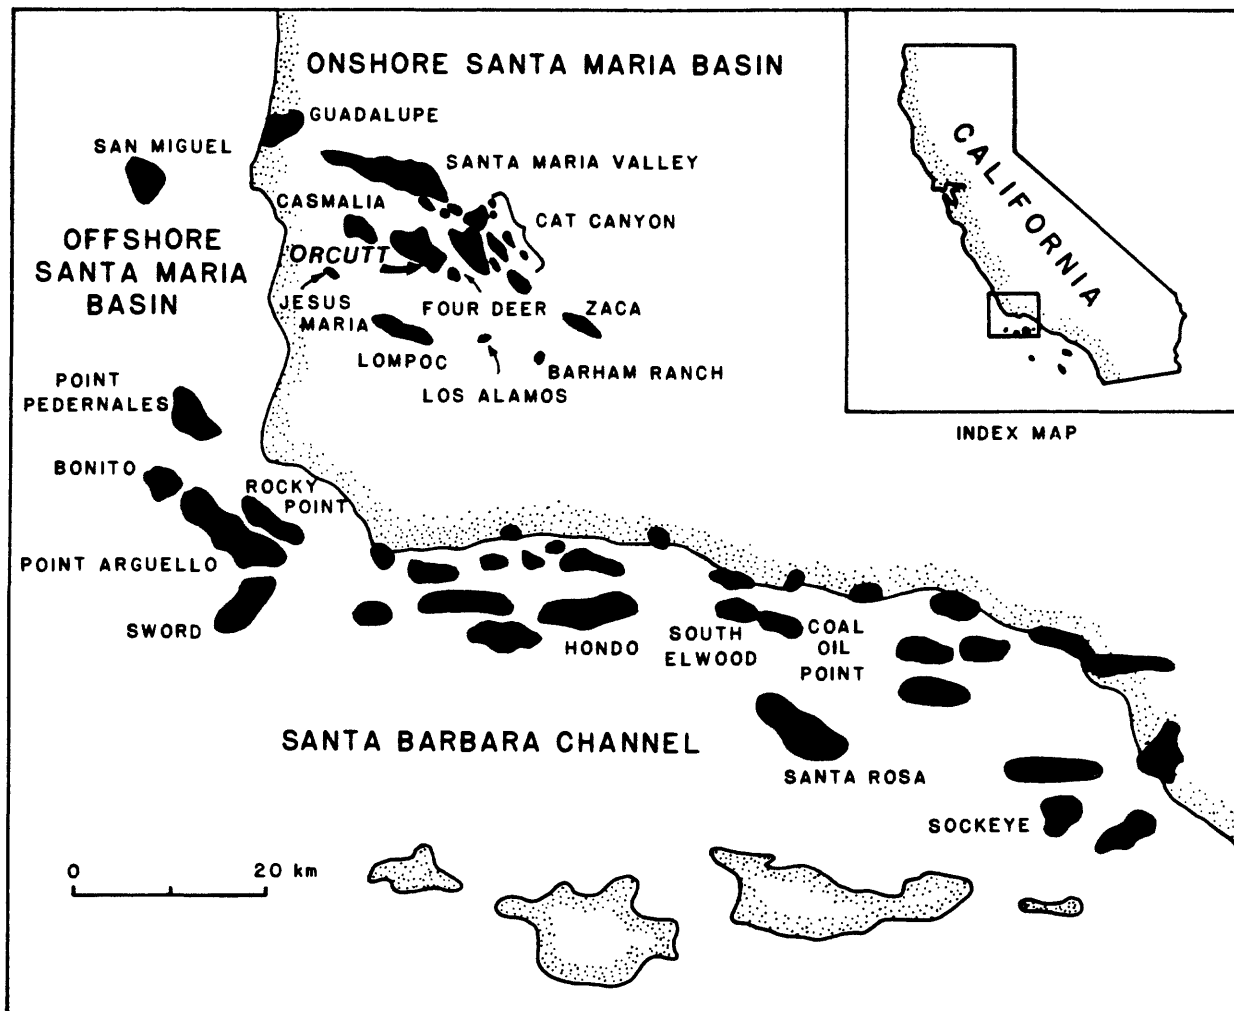 ONSHORE SANTA MARIA BASIN
GUADALUPE
SAN MIGUEL
SANTA MARIA VALLEY
CASMALIA
CAT CANYON
OFFSHORE
SANTA MARIA
BASIN
ORCUTT
JESUS
MARIA
FOUR DEER
ZACA
LOMPOC
BARHAM RANCH
LOS ALAMOS
POINT
PEDERNALES
BONITO
ROCKY
POINT
POINT ARGUELLO
SWORD
HONDO
SOUTH
ELWOOD
COAL
OIL
POINT
SANTA BARBARA CHANNEL
SANTA ROSA
SOCKEYE
0 20 km
CALIFORNIA
INDEX MAP